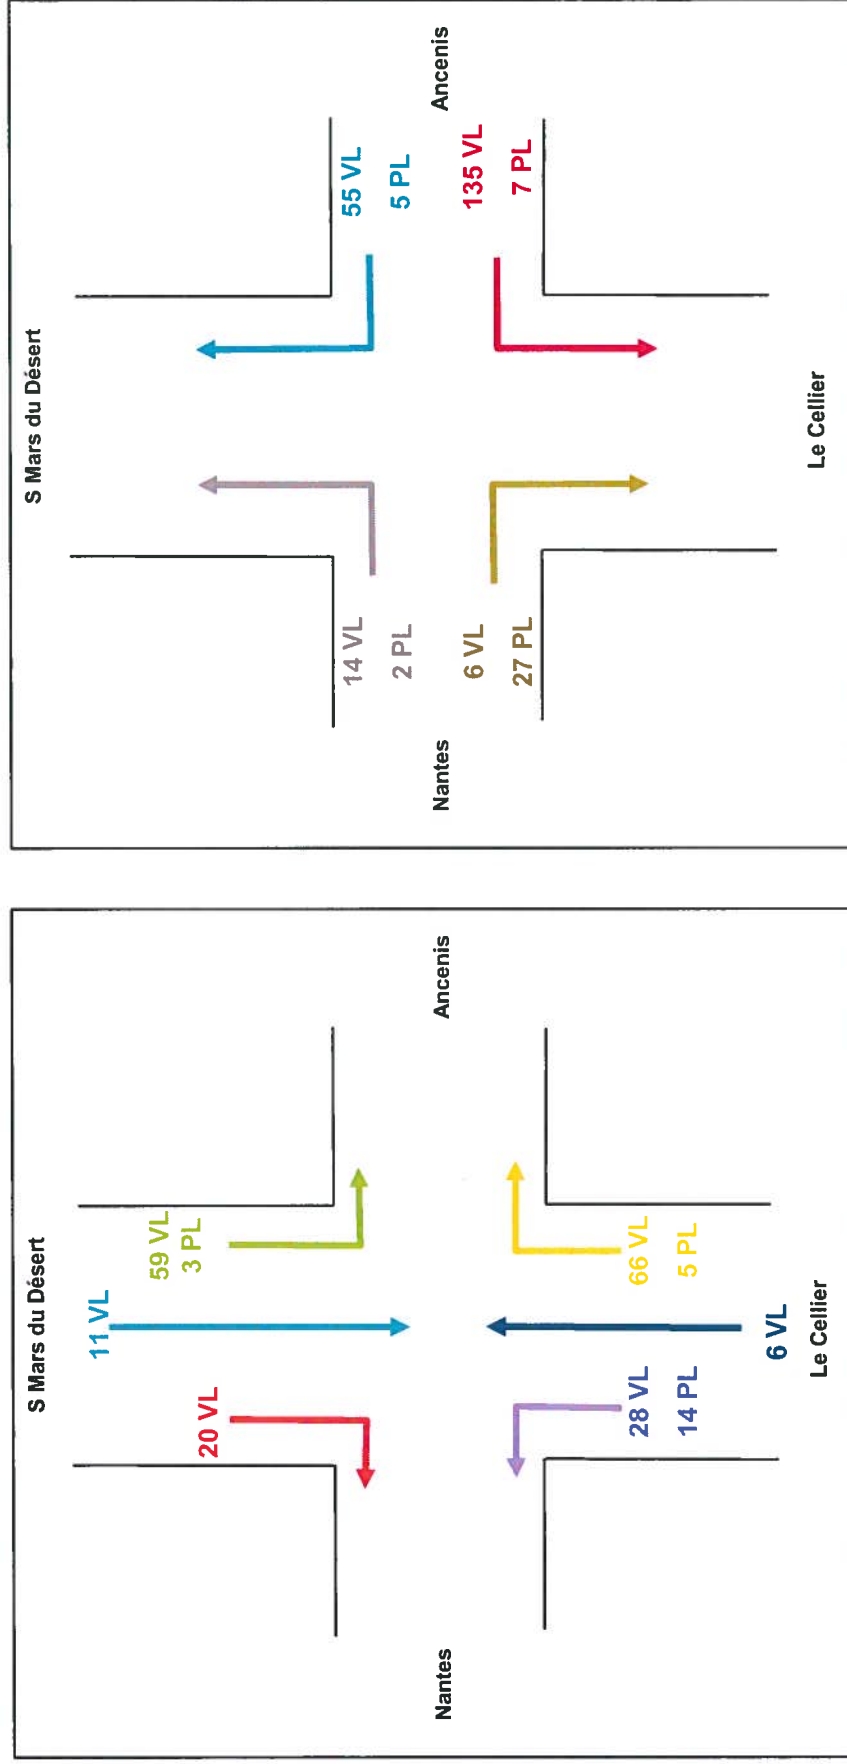 S Mars du Désert
11 VL
20 VL
59 VL
3 PL
Nantes
Ancenis
28 VL
14 PL
66 VL
5 PL
6 VL
Le Cellier
S Mars du Désert
14 VL
2 PL
55 VL
5 PL
Nantes
Ancenis
6 VL
27 PL
135 VL
7 PL
Le Cellier